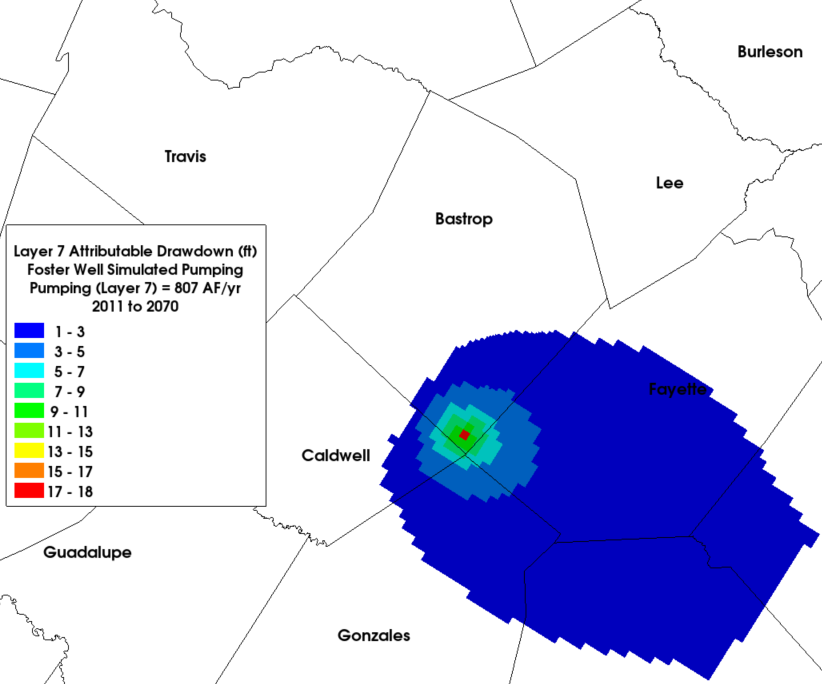 Burleson
Travis
Lee
Bastrop
Layer 7 Attributable Drawdown (ft)
Foster Well Simulated Pumping
Pumping (Layer 7) = 807 AF/yr
2011 to 2070
1 - 3
3 - 5
5 - 7
7 - 9
9 - 11
11 - 13
13 - 15
15 - 17
17 - 18
Fayette
Caldwell
Guadalupe
Gonzales